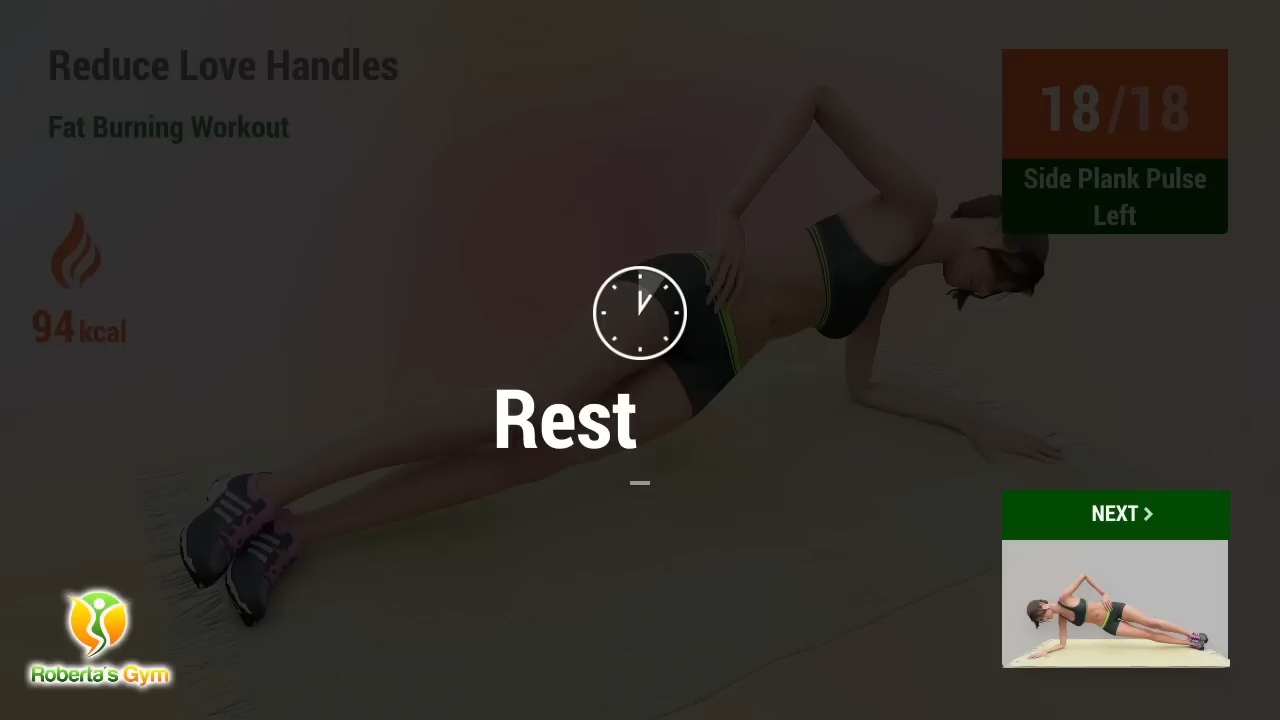 Reduce Love Handles
Fat Burning Workout
18/18
Side Plank Pulse
Left
94 kcal
Rest
NEXT >
Roberta's Gym